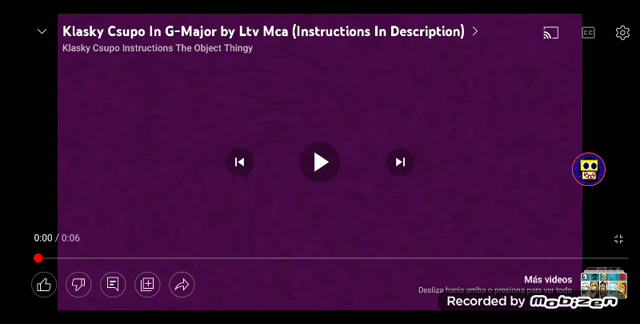 Klasky Csupo In G-Major by Ltv Mca (Instructions In Description)
Klasky Csupo Instructions The Object Thingy
CC
0:00 / 0:06
Más videos
Desliza hacia arriba o presiona para ver todo
Recorded by Mobizen